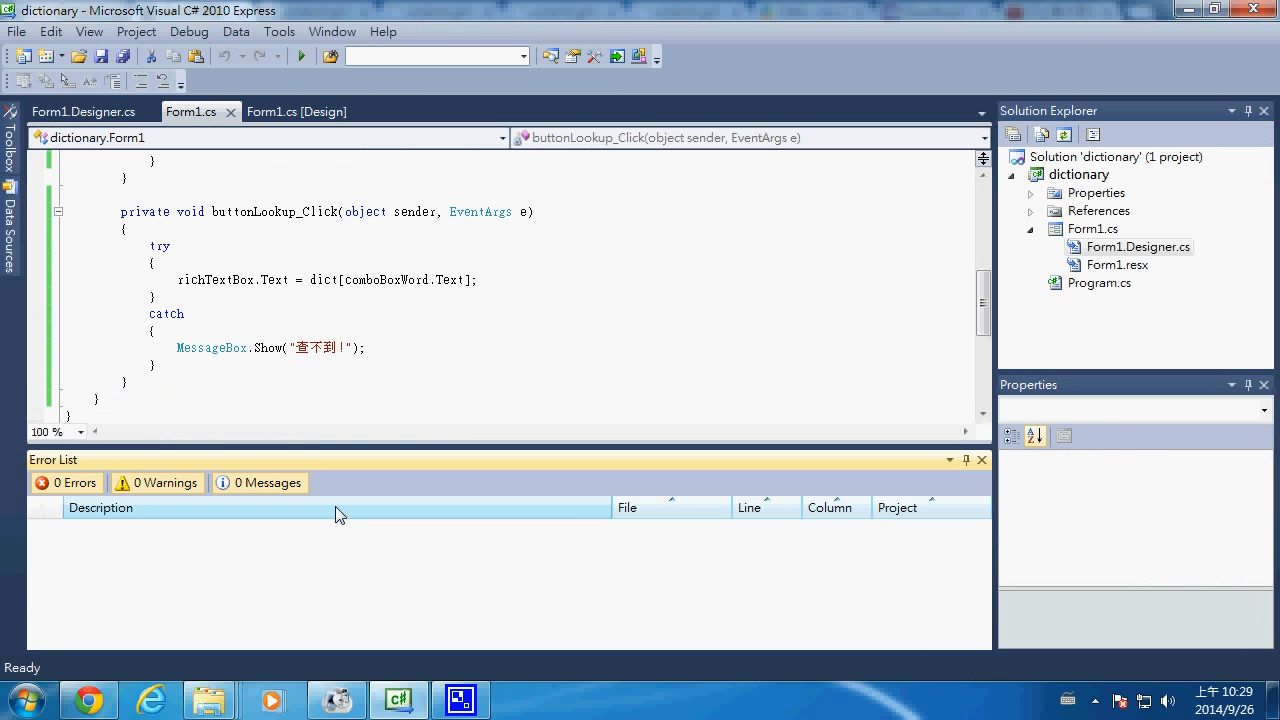 dictionary - Microsoft Visual C# 2010 Express
File Edit View Project Debug Data Tools Window Help
Form1.Designer.cs Form1.cs Form1.cs [Design]
dictionary.Form1 buttonLookup_Click(object sender, EventArgs e)
Toolbox
Data Sources
}
}
private void buttonLookup_Click(object sender, EventArgs e)
{
try
{
richTextBox.Text = dict[comboBoxWord.Text];
}
catch
{
MessageBox.Show("查不到!");
}
}
}
}
100 %
Solution Explorer
Solution 'dictionary' (1 project)
dictionary
Properties
References
Form1.cs
Form1.Designer.cs
Form1.resx
Program.cs
Properties
Error List
0 Errors 0 Warnings 0 Messages
Description File Line Column Project
Ready
上午 10:29
2014/9/26